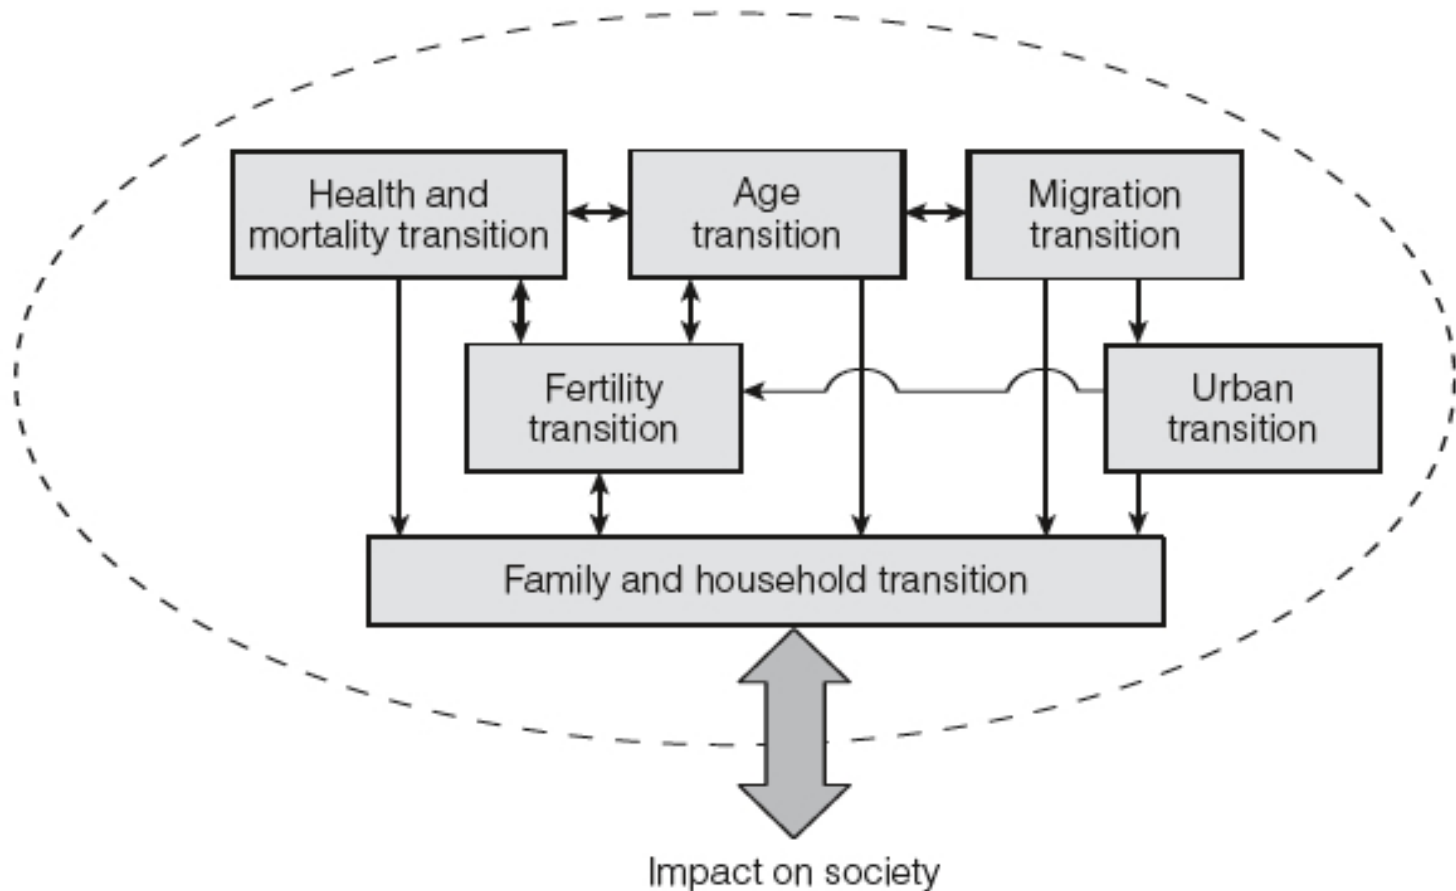 Health and
mortality transition
Age
transition
Migration
transition
Fertility
transition
Urban
transition
Family and household transition
Impact on society